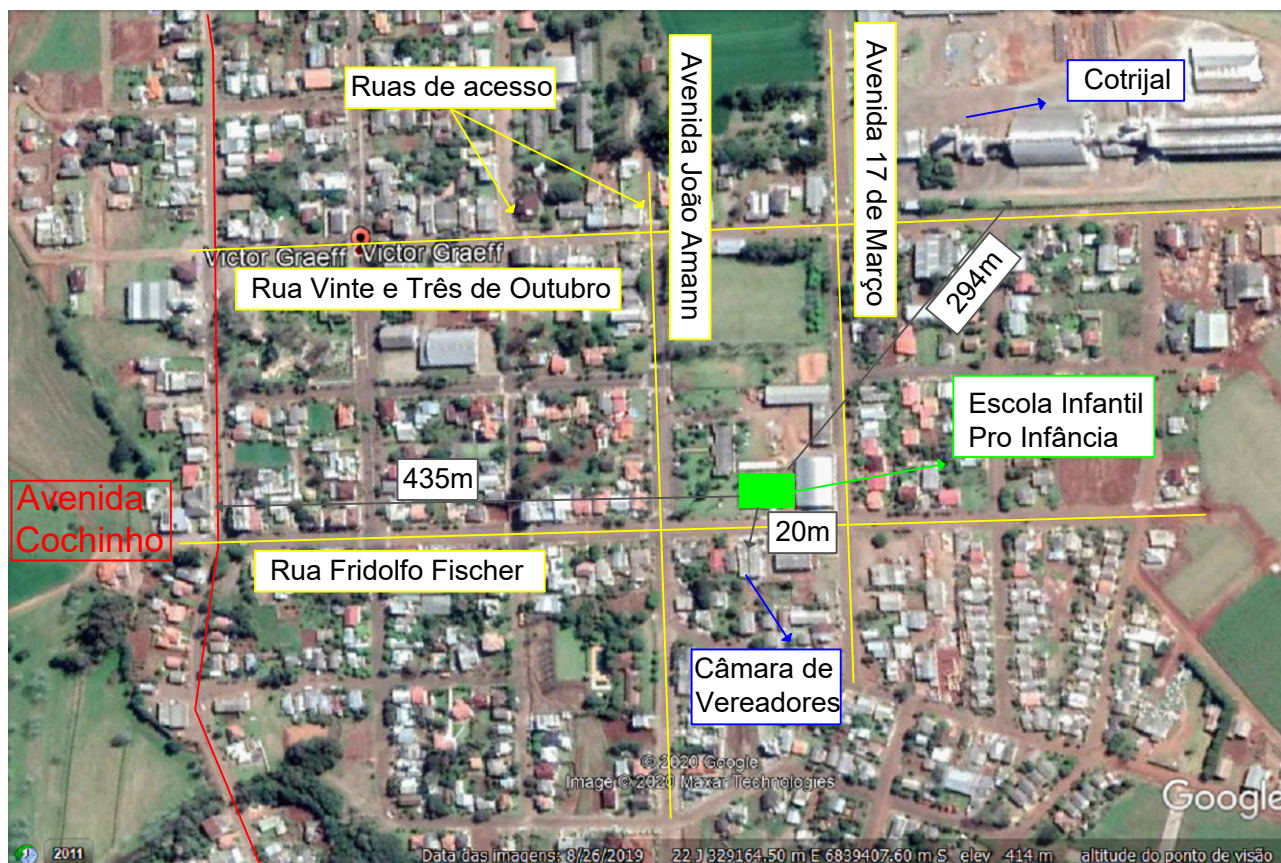 Ruas de acesso
Avenida João Amann
Avenida 17 de Março
Cotrijal
Victor Graeff
Victor Graeff
Rua Vinte e Três de Outubro
294m
Escola Infantil
Pro Infância
435m
Avenida
Cochinho
20m
Rua Fridolfo Fischer
Câmara de
Vereadores
© 2020 Google
Image © 2020 Maxar Technologies
Google
2011
Data das imagens: 8/26/2019 22 J 329164.50 m E 6839407.60 m S elev 414 m altitude do ponto de visão